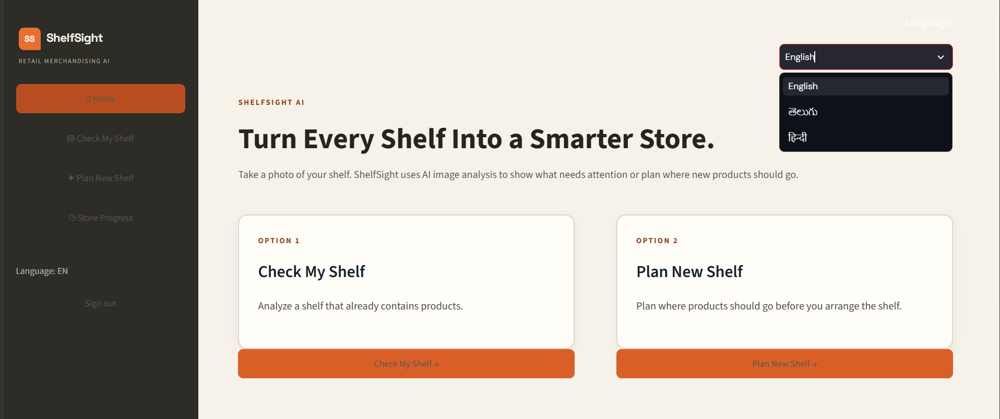 SS ShelfSight
RETAIL MERCHANDISING AI
⌂ Home
▤ Check My Shelf
✦ Plan New Shelf
◷ Store Progress
Language: EN
Sign out
Language:
English
English
తెలుగు
हिन्दी
SHELFSIGHT AI
Turn Every Shelf Into a Smarter Store.
Take a photo of your shelf. ShelfSight uses AI image analysis to show what needs attention or plan where new products should go.
OPTION 1
Check My Shelf
Analyze a shelf that already contains products.
Check My Shelf →
OPTION 2
Plan New Shelf
Plan where products should go before you arrange the shelf.
Plan New Shelf →